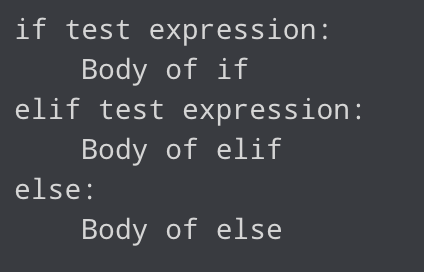 if test expression:
    Body of if
elif test expression:
    Body of elif
else:
    Body of else